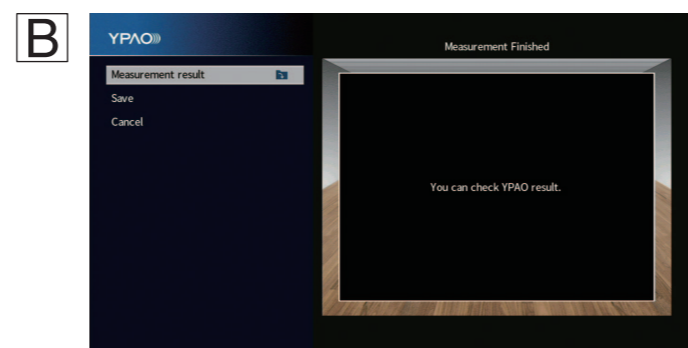 B
YPAO
Measurement Finished
Measurement result
Save
Cancel
You can check YPAO result.